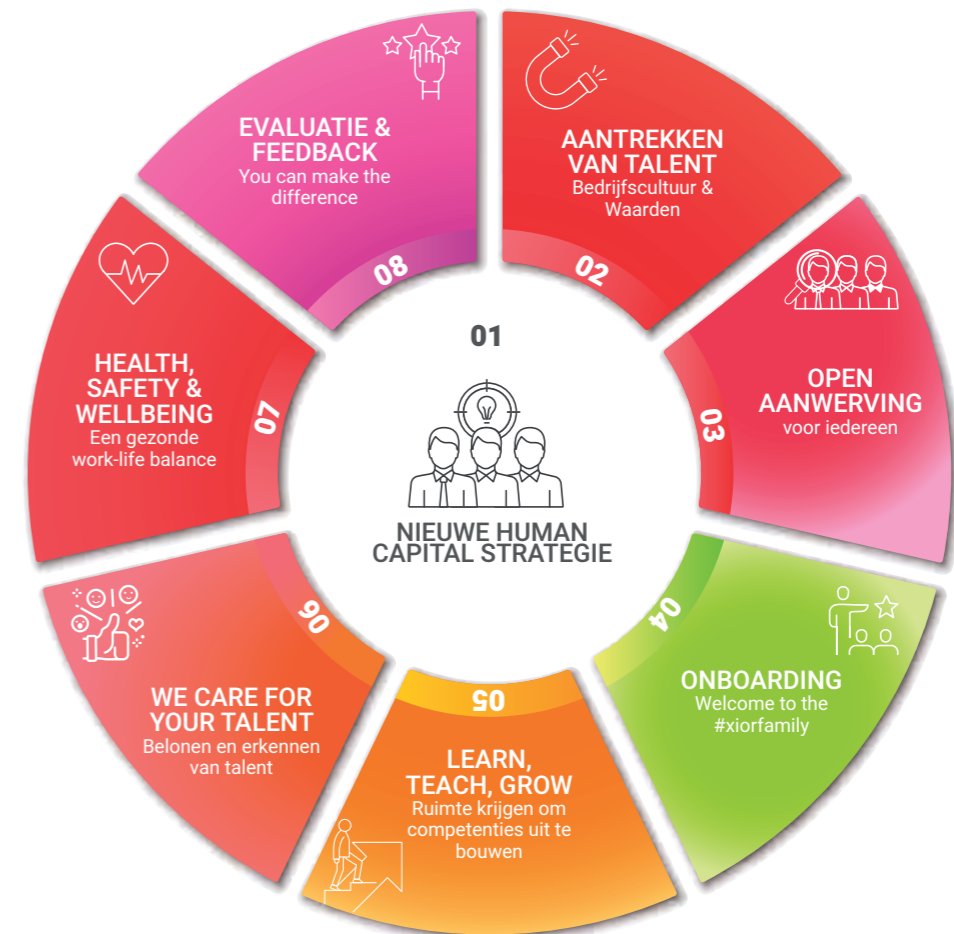 01
NIEUWE HUMAN
CAPITAL STRATEGIE
AANTREKKEN
VAN TALENT
Bedrijfscultuur &
Waarden
02
OPEN
AANWERVING
voor iedereen
03
ONBOARDING
Welcome to the
#xiorfamily
04
LEARN,
TEACH, GROW
Ruimte krijgen om
competenties uit te
bouwen
05
WE CARE FOR
YOUR TALENT
Belonen en erkennen
van talent
06
HEALTH,
SAFETY &
WELLBEING
Een gezonde
work-life balance
07
EVALUATIE &
FEEDBACK
You can make the
difference
08